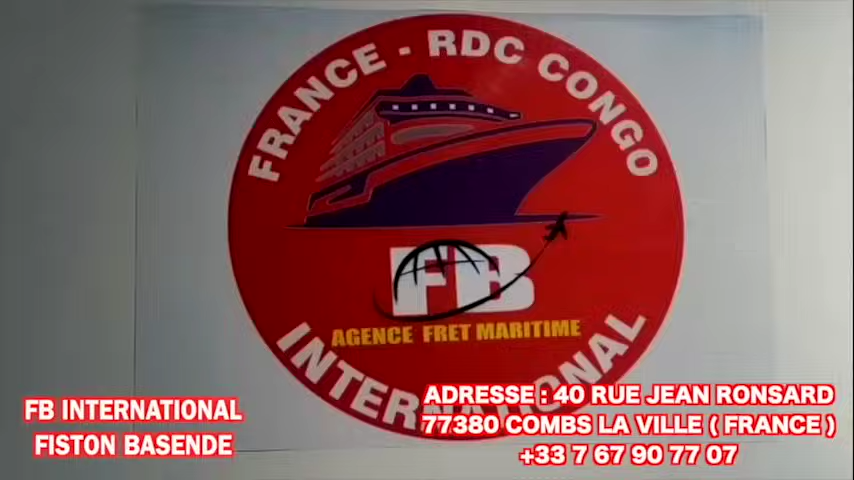 FRANCE - RDC CONGO
FB
AGENCE FRET MARITIME
INTERNATIONAL
FB INTERNATIONAL
FISTON BASENDE
ADRESSE : 40 RUE JEAN RONSARD
77380 COMBS LA VILLE ( FRANCE )
+33 7 67 90 77 07